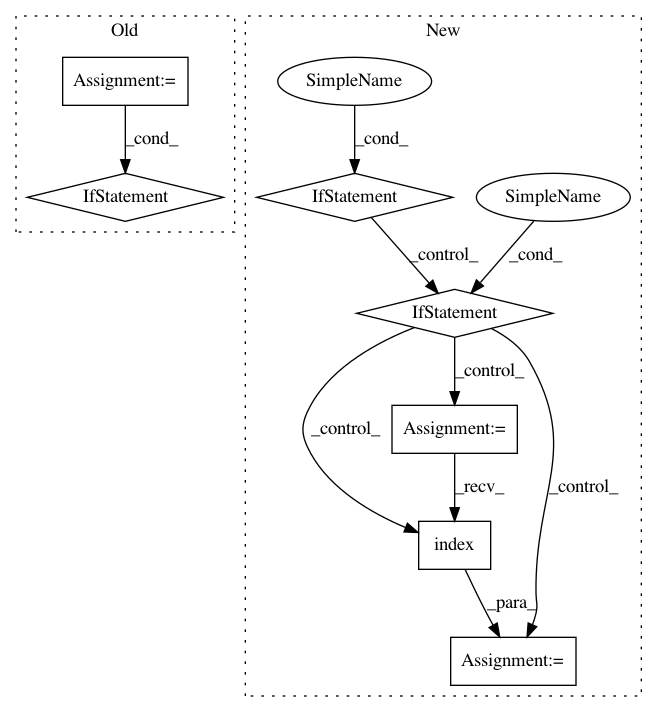 Old
New
Assignment:=
SimpleName
_cond_
_cond_
IfStatement
IfStatement
SimpleName
_control_
_cond_
IfStatement
_control_
_control_
_control_
Assignment:=
_recv_
index
_para_
Assignment:=